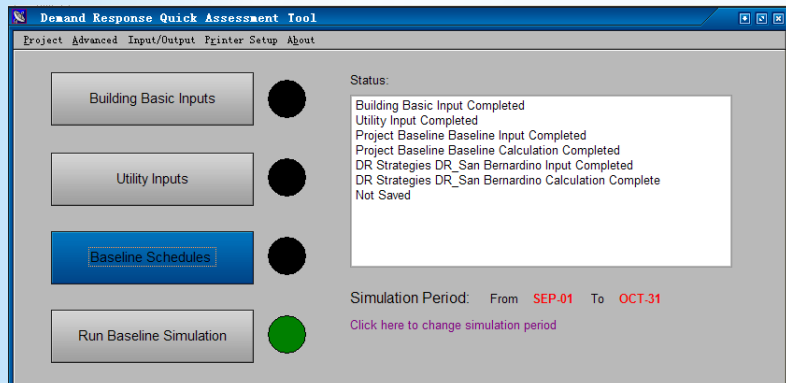 Demand Response Quick Assessment Tool
Project Advanced Input/Output Printer Setup About
Building Basic Inputs
Utility Inputs
Baseline Schedules
Run Baseline Simulation
Status:
Building Basic Input Completed
Utility Input Completed
Project Baseline Baseline Input Completed
Project Baseline Baseline Calculation Completed
DR Strategies DR_San Bernardino Input Completed
DR Strategies DR_San Bernardino Calculation Complete
Not Saved
Simulation Period: From SEP-01 To OCT-31
Click here to change simulation period